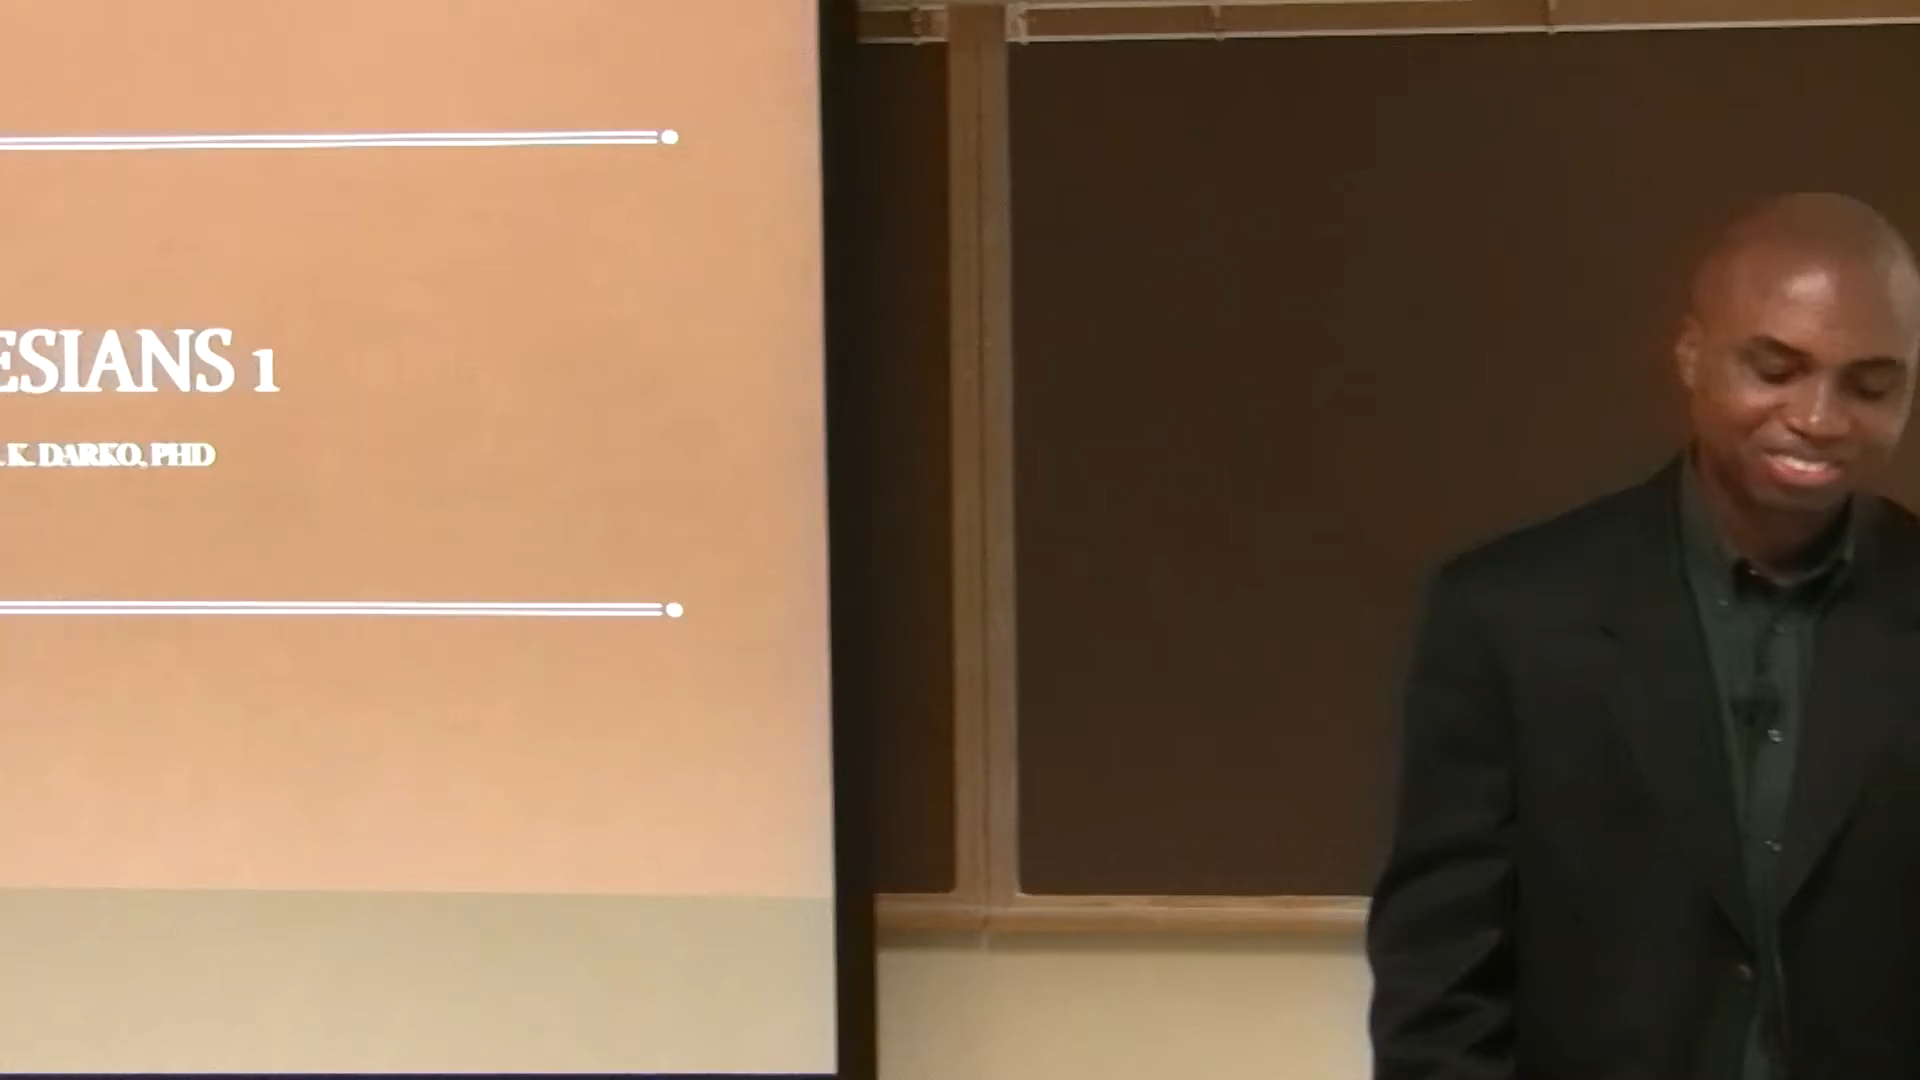 ESIANS 1
. K. DARKO, PHD